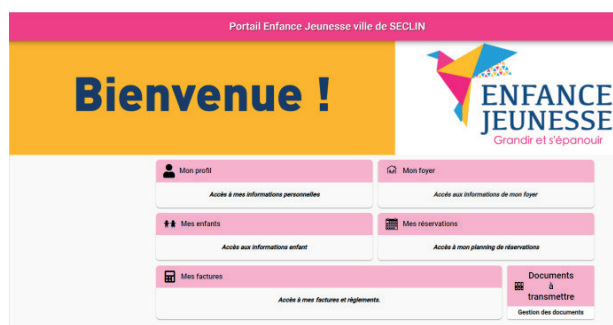 Portail Enfance Jeunesse ville de SECLIN
Bienvenue !
ENFANCE
JEUNESSE
Grandir et s'épanouir
Mon profil
Accès à mes informations personnelles
Mon foyer
Accès aux informations de mon foyer
Mes enfants
Accès aux informations enfant
Mes réservations
Accès à mon planning de réservations
Mes factures
Accès à mes factures et règlements.
Documents
à
transmettre
Gestion des documents